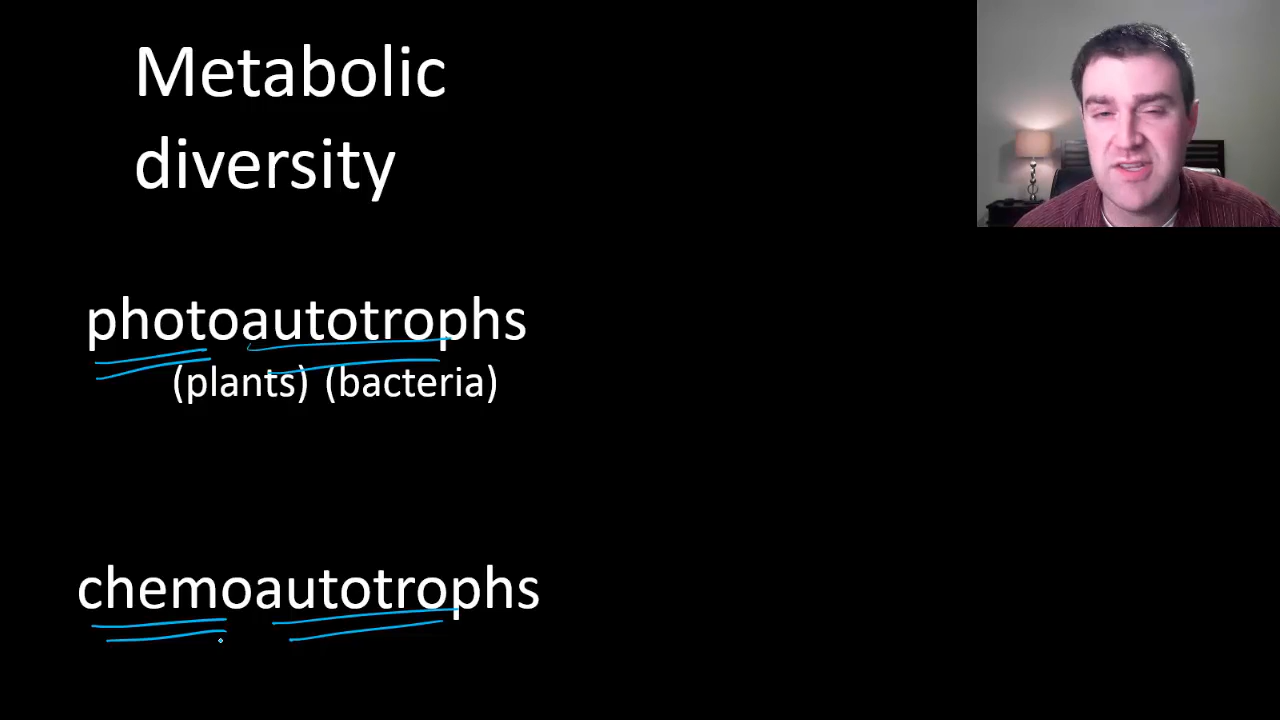 Metabolic
diversity
photoautotrophs
(plants) (bacteria)
chemoautotrophs